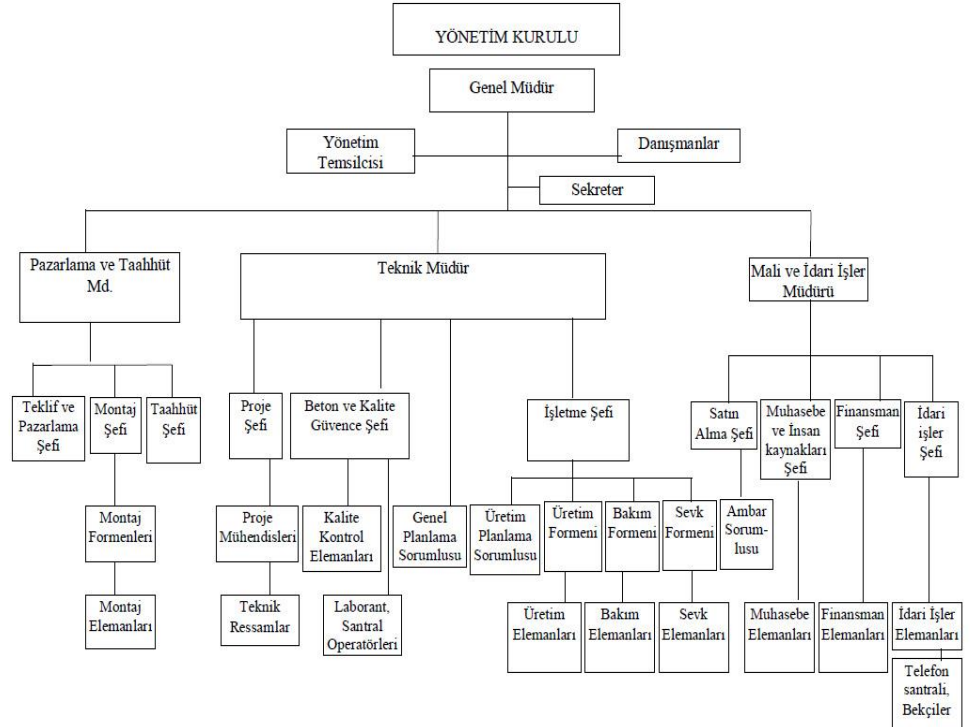 YÖNETİM KURULU
Genel Müdür
Yönetim
Temsilcisi
Danışmanlar
Sekreter
Pazarlama ve Taahhüt
Md.
Teknik Müdür
Mali ve İdari İşler
Müdürü
Teklif ve
Pazarlama
Şefi
Montaj
Şefi
Taahhüt
Şefi
Proje
Şefi
Beton ve Kalite
Güvence Şefi
İşletme Şefi
Satın
Alma Şefi
Muhasebe
ve İnsan
kaynakları
Şefi
Finansman
Şefi
İdari
işler
Şefi
Montaj
Formenleri
Proje
Mühendisleri
Kalite
Kontrol
Elemanları
Genel
Planlama
Sorumlusu
Üretim
Planlama
Sorumlusu
Üretim
Formeni
Bakım
Formeni
Sevk
Formeni
Ambar
Sorum-
lusu
Montaj
Elemanları
Teknik
Ressamlar
Laborant,
Santral
Operatörleri
Üretim
Elemanları
Bakım
Elemanları
Sevk
Elemanları
Muhasebe
Elemanları
Finansman
Elemanları
İdari İşler
Elemanları
Telefon
santrali,
Bekçiler